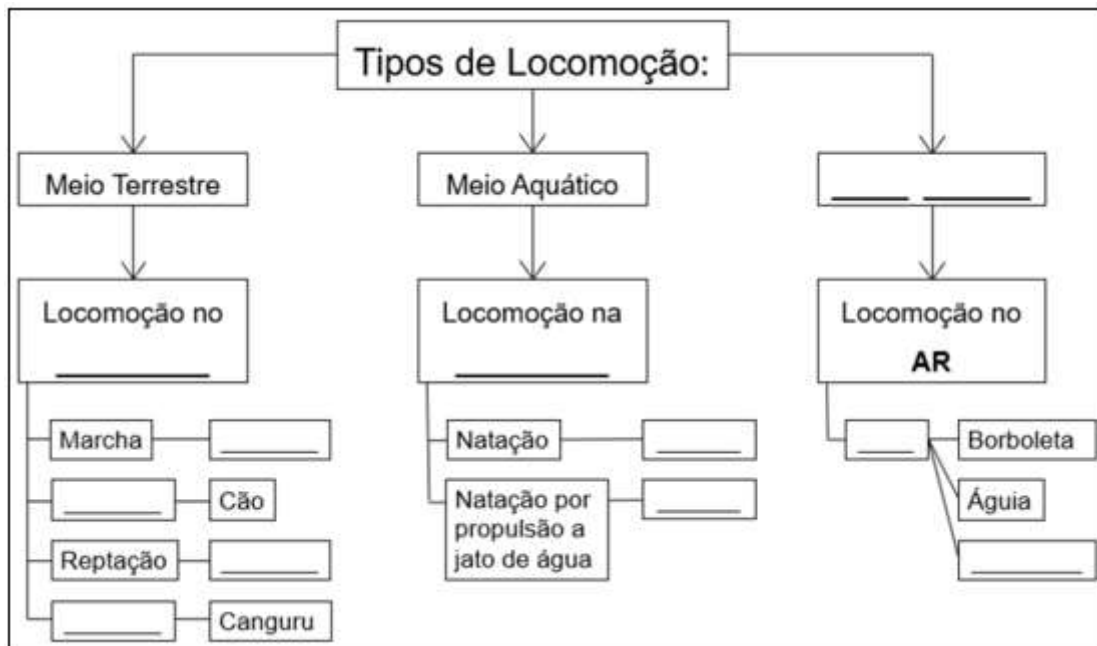 Tipos de Locomoção:
Meio Terrestre
Locomoção no
Marcha
Cão
Reptação
Canguru
Meio Aquático
Locomoção na
Natação
Natação por
propulsão a
jato de água
Locomoção no
AR
Borboleta
Águia